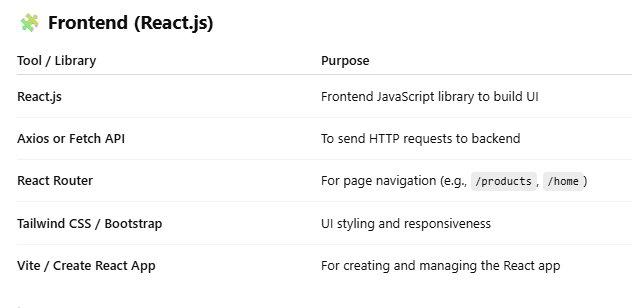 Frontend (React.js)
Tool / Library Purpose
React.js Frontend JavaScript library to build UI
Axios or Fetch API To send HTTP requests to backend
React Router For page navigation (e.g., /products, /home)
Tailwind CSS / Bootstrap UI styling and responsiveness
Vite / Create React App For creating and managing the React app